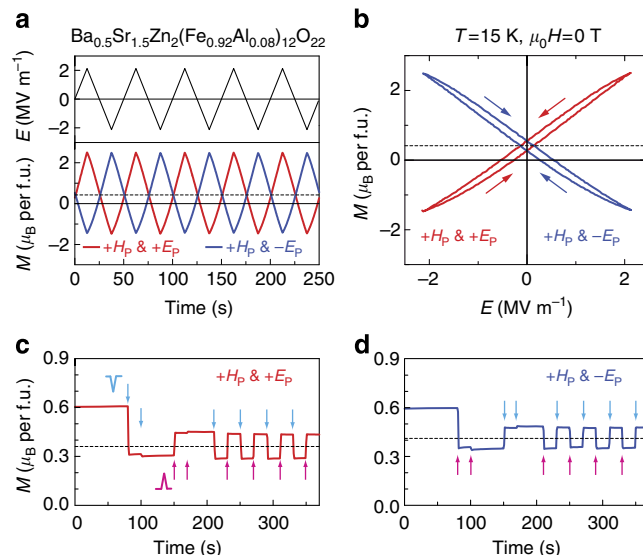 a
Ba0.5Sr1.5Zn2(Fe0.92Al0.08)12O22
E (MV m−1)
2
0
−2
M (μB per f.u.)
2
0
−2
+HP & +EP
+HP & −EP
0 50 100 150 200 250
Time (s)
b
T=15 K, μ0H=0 T
M (μB per f.u.)
2
0
−2
+HP & +EP
+HP & −EP
−2 0 2
E (MV m−1)
c
+HP & +EP
M (μB per f.u.)
0.9
0.6
0.3
0.0
0 100 200 300
Time (s)
d
+HP & −EP
M (μB per f.u.)
0.9
0.6
0.3
0.0
0 100 200 300
Time (s)